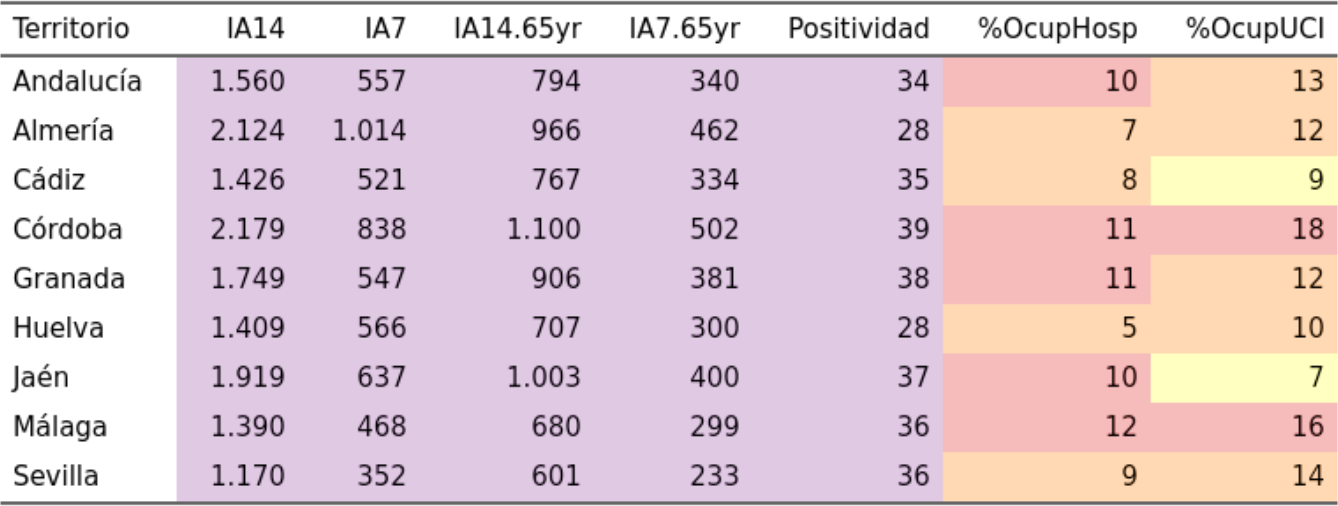 Territorio IA14 IA7 IA14.65yr IA7.65yr Positividad %OcupHosp %OcupUCI
Andalucía 1.560 557 794 340 34 10 13
Almería 2.124 1.014 966 462 28 7 12
Cádiz 1.426 521 767 334 35 8 9
Córdoba 2.179 838 1.100 502 39 11 18
Granada 1.749 547 906 381 38 11 12
Huelva 1.409 566 707 300 28 5 10
Jaén 1.919 637 1.003 400 37 10 7
Málaga 1.390 468 680 299 36 12 16
Sevilla 1.170 352 601 233 36 9 14